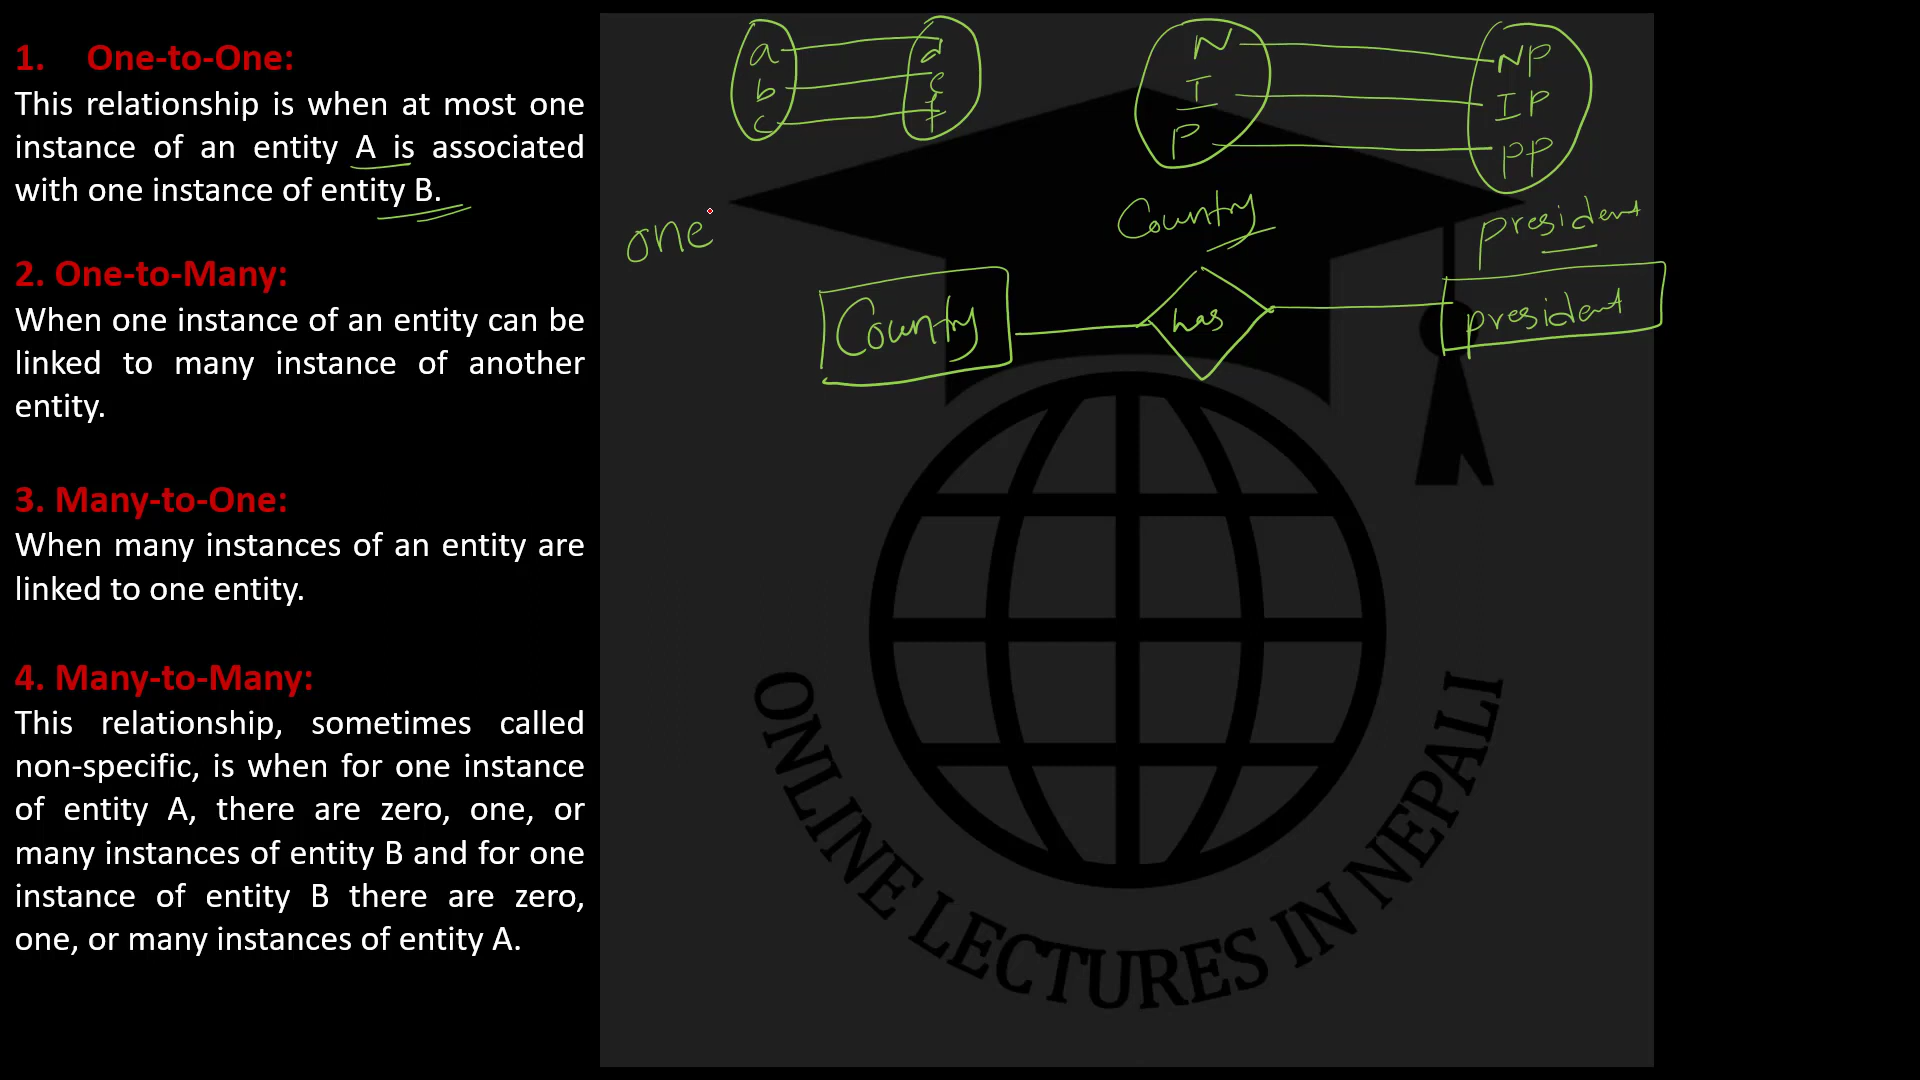 1. One-to-One:
This relationship is when at most one
instance of an entity A is associated
with one instance of entity B.
2. One-to-Many:
When one instance of an entity can be
linked to many instance of another
entity.
3. Many-to-One:
When many instances of an entity are
linked to one entity.
4. Many-to-Many:
This relationship, sometimes called
non-specific, is when for one instance
of entity A, there are zero, one, or
many instances of entity B and for one
instance of entity B there are zero,
one, or many instances of entity A.
a d
b e
c f
N NP
I IP
P PP
Country president
one
Country has president
ONLINE LECTURES IN NEPALI